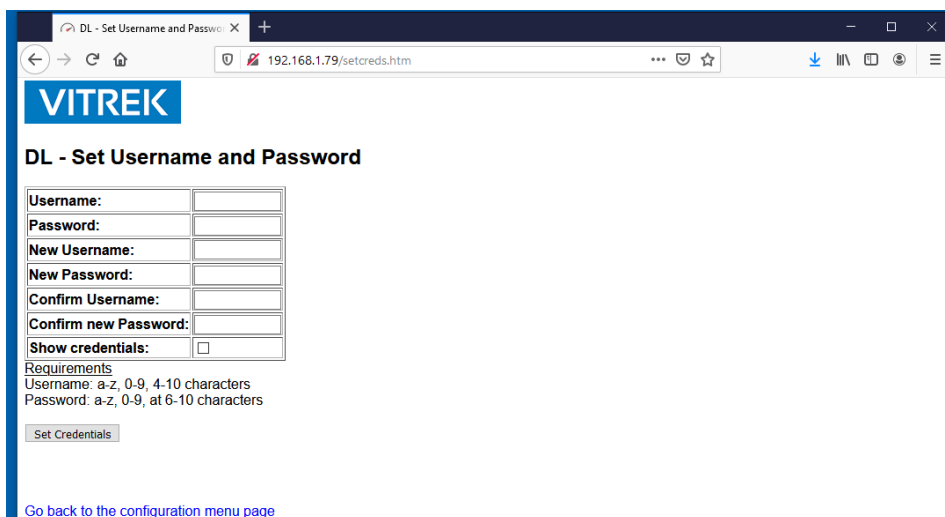 DL - Set Username and Passwor
192.168.1.79/setcreds.htm
VITREK
DL - Set Username and Password
Username:
Password:
New Username:
New Password:
Confirm Username:
Confirm new Password:
Show credentials:
Requirements
Username: a-z, 0-9, 4-10 characters
Password: a-z, 0-9, at 6-10 characters
Set Credentials
Go back to the configuration menu page